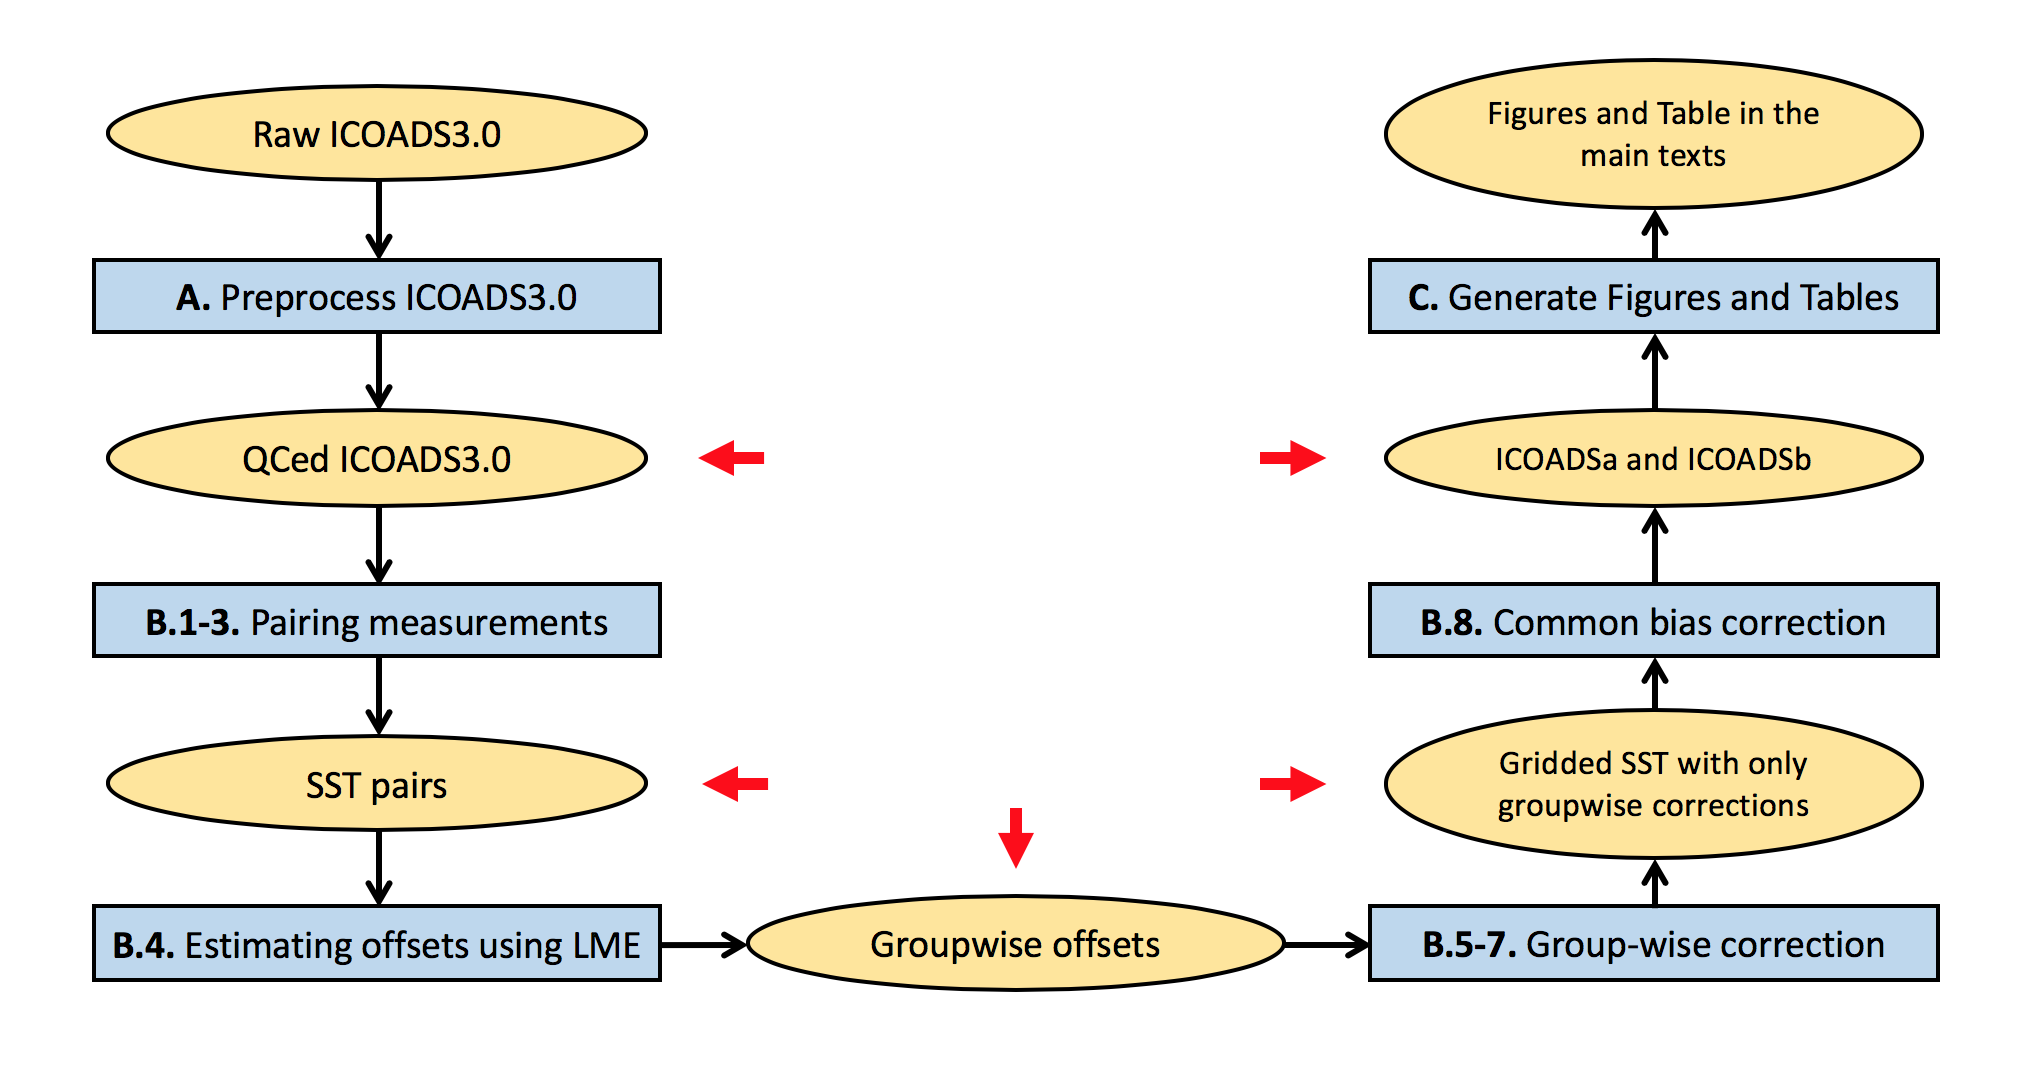 Raw ICOADS3.0
A. Preprocess ICOADS3.0
QCed ICOADS3.0
B.1-3. Pairing measurements
SST pairs
B.4. Estimating offsets using LME
Groupwise offsets
B.5-7. Group-wise correction
Gridded SST with only
groupwise corrections
B.8. Common bias correction
ICOADSa and ICOADSb
C. Generate Figures and Tables
Figures and Table in the
main texts